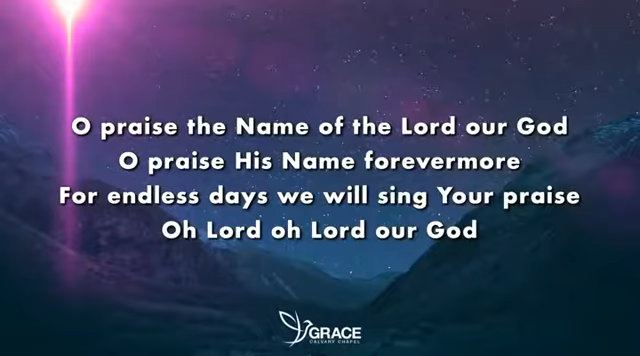 O praise the Name of the Lord our God
O praise His Name forevermore
For endless days we will sing Your praise
Oh Lord oh Lord our God
GRACE
CALVARY CHAPEL